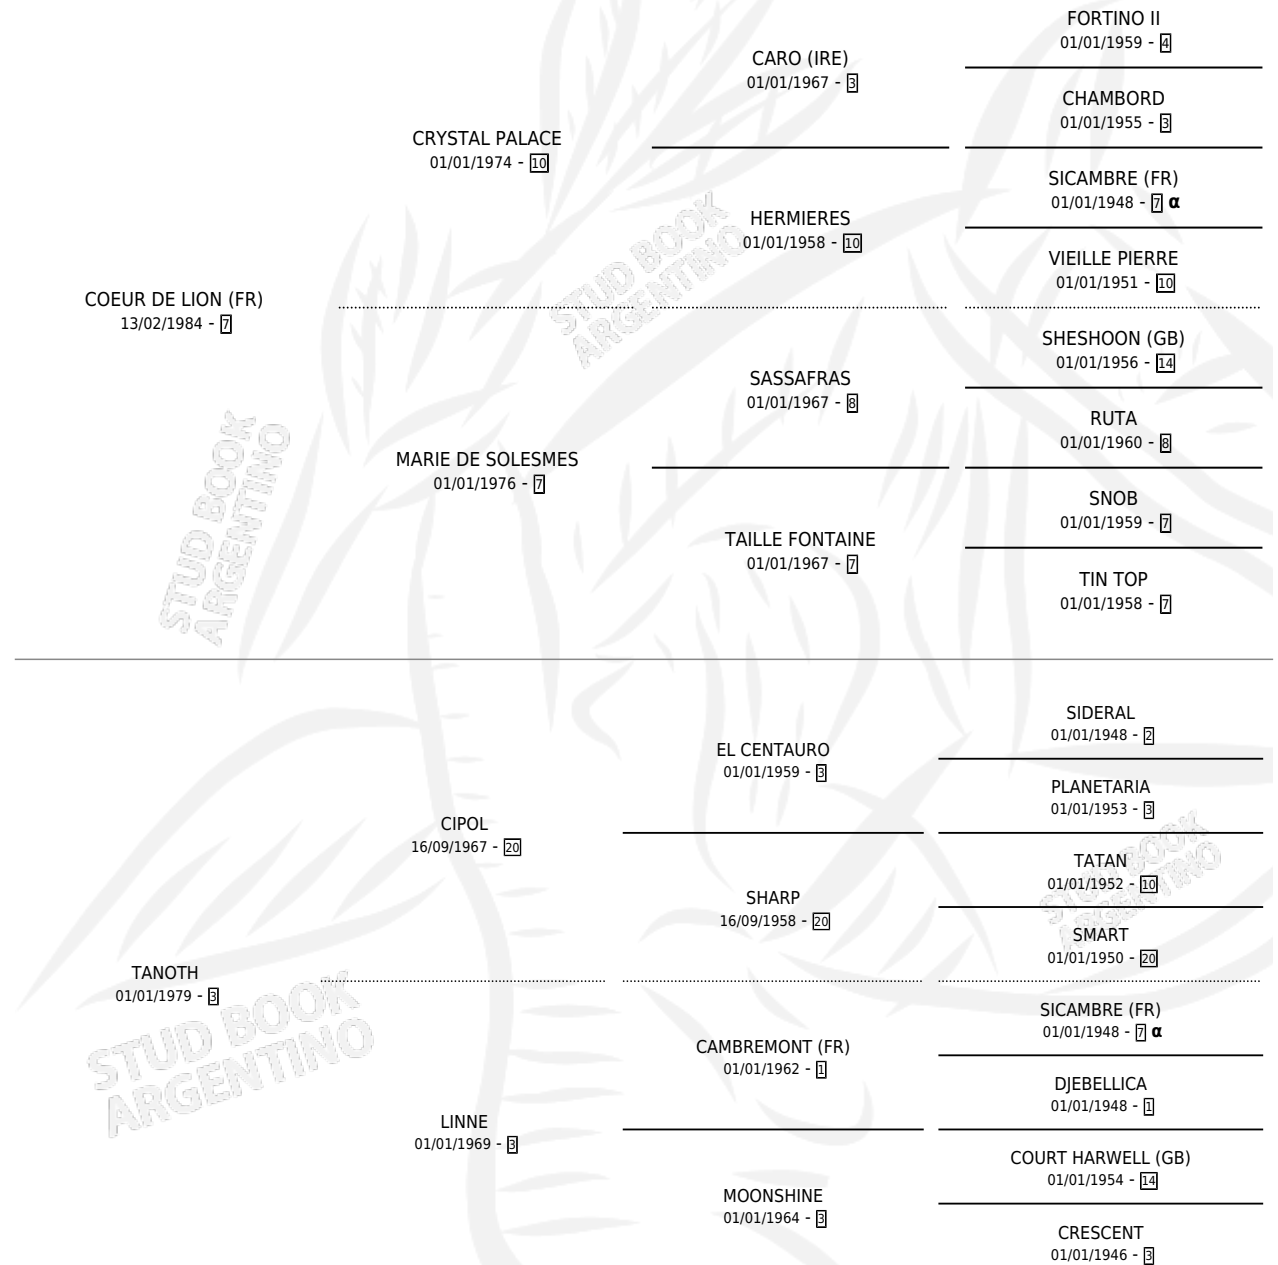 FORTINO II
01/01/1959 - 4
CARO (IRE)
01/01/1967 - 3
CHAMBORD
01/01/1955 - 3
CRYSTAL PALACE
01/01/1974 - 10
SICAMBRE (FR)
01/01/1948 - 7 α
HERMIERES
01/01/1958 - 10
VIEILLE PIERRE
01/01/1951 - 10
COEUR DE LION (FR)
13/02/1984 - 7
SHESHOON (GB)
01/01/1956 - 14
SASSAFRAS
01/01/1967 - 8
RUTA
01/01/1960 - 8
MARIE DE SOLESMES
01/01/1976 - 7
SNOB
01/01/1959 - 7
TAILLE FONTAINE
01/01/1967 - 7
TIN TOP
01/01/1958 - 7
STUD BOOK
ARGENTINO
STUD BOOK
ARGENTINO
SIDERAL
01/01/1948 - 2
EL CENTAURO
01/01/1959 - 3
PLANETARIA
01/01/1953 - 3
CIPOL
16/09/1967 - 20
TATAN
01/01/1952 - 10
SHARP
16/09/1958 - 20
SMART
01/01/1950 - 20
TANOTH
01/01/1979 - 3
SICAMBRE (FR)
01/01/1948 - 7 α
CAMBREMONT (FR)
01/01/1962 - 1
DJEBELLICA
01/01/1948 - 1
LINNE
01/01/1969 - 3
COURT HARWELL (GB)
01/01/1954 - 14
MOONSHINE
01/01/1964 - 3
CRESCENT
01/01/1946 - 3
STUD BOOK
ARGENTINO
STUD BOOK
ARGENTINO